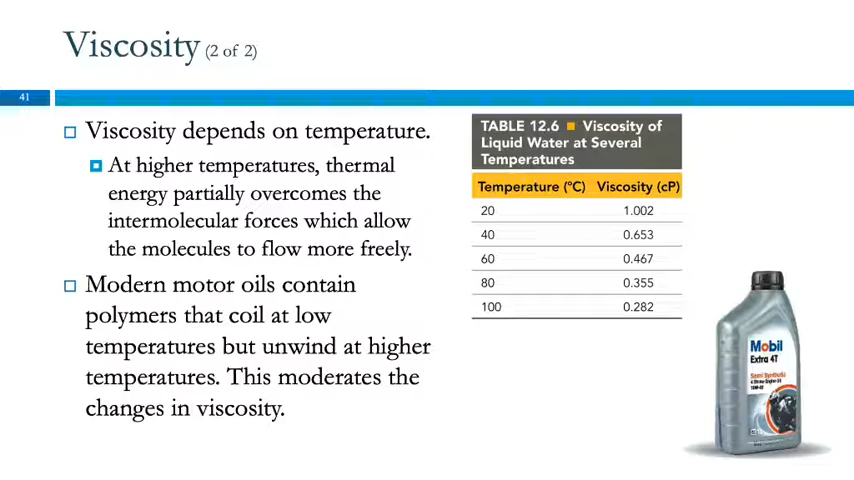 Viscosity (2 of 2)
41
Viscosity depends on temperature.
At higher temperatures, thermal
energy partially overcomes the
intermolecular forces which allow
the molecules to flow more freely.
Modern motor oils contain
polymers that coil at low
temperatures but unwind at higher
temperatures. This moderates the
changes in viscosity.
TABLE 12.6 ■ Viscosity of
Liquid Water at Several
Temperatures
Temperature (°C) Viscosity (cP)
20 1.002
40 0.653
60 0.467
80 0.355
100 0.282
Mobil
Extra 4T
Semi Synthetic